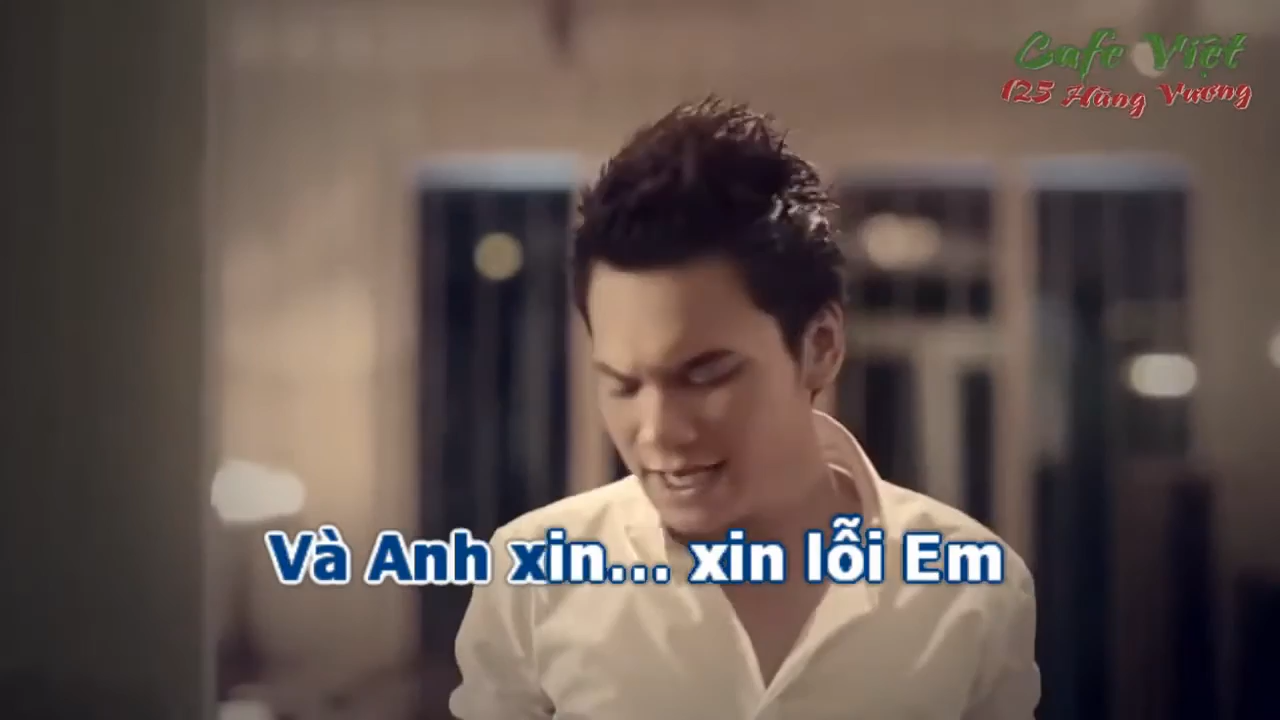 Cafe Việt
125 Hùng Vương
Và Anh xin... xin lỗi Em